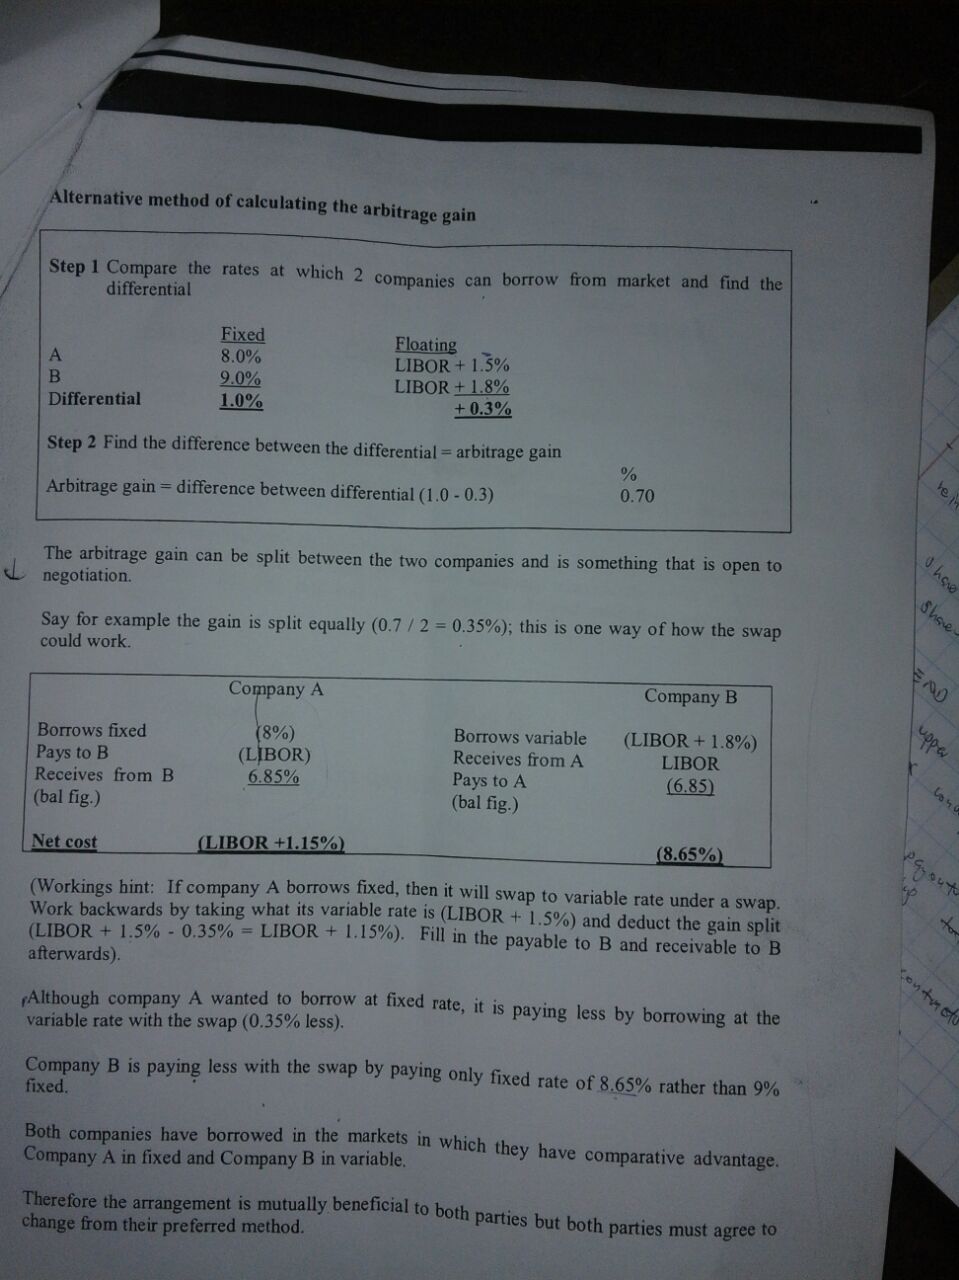 Alternative method of calculating the arbitrage gain
Step 1 Compare the rates at which 2 companies can borrow from market and find the
differential
Fixed Floating
A 8.0% LIBOR + 1.5%
B 9.0% LIBOR + 1.8%
Differential 1.0% + 0.3%
Step 2 Find the difference between the differential = arbitrage gain
%
Arbitrage gain = difference between differential (1.0 - 0.3) 0.70
The arbitrage gain can be split between the two companies and is something that is open to
negotiation.
Say for example the gain is split equally (0.7 / 2 = 0.35%); this is one way of how the swap
could work.
Company A Company B
Borrows fixed (8%) Borrows variable (LIBOR + 1.8%)
Pays to B (LIBOR) Receives from A LIBOR
Receives from B 6.85% Pays to A (6.85)
(bal fig.) (bal fig.)
Net cost (LIBOR +1.15%) (8.65%)
(Workings hint: If company A borrows fixed, then it will swap to variable rate under a swap.
Work backwards by taking what its variable rate is (LIBOR + 1.5%) and deduct the gain split
(LIBOR + 1.5% - 0.35% = LIBOR + 1.15%). Fill in the payable to B and receivable to B
afterwards).
Although company A wanted to borrow at fixed rate, it is paying less by borrowing at the
variable rate with the swap (0.35% less).
Company B is paying less with the swap by paying only fixed rate of 8.65% rather than 9%
fixed.
Both companies have borrowed in the markets in which they have comparative advantage.
Company A in fixed and Company B in variable.
Therefore the arrangement is mutually beneficial to both parties but both parties must agree to
change from their preferred method.